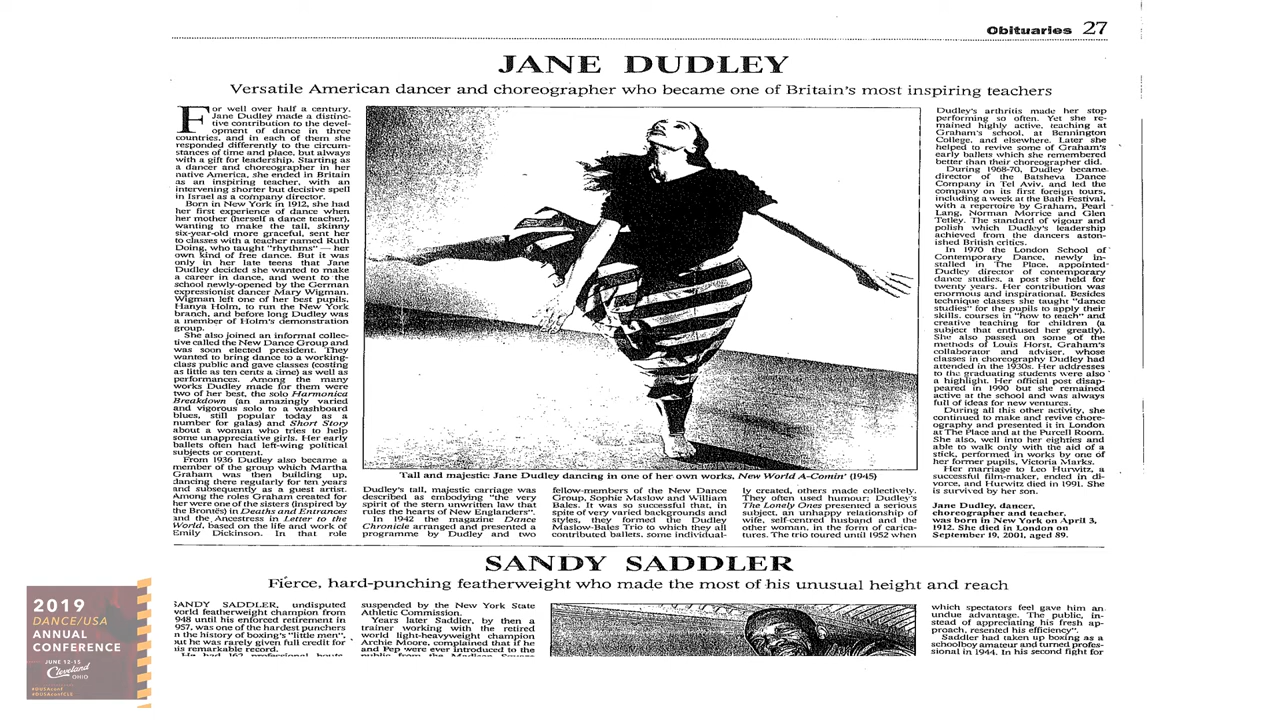 Obituaries 27
JANE DUDLEY
Versatile American dancer and choreographer who became one of Britain's most inspiring teachers
For well over half a century,
Jane Dudley made a distinc-
tive contribution to the devel-
opment of dance in three
countries, and in each of them she
responded differently to the circum-
stances of time and place, but always
with a gift for leadership. Starting as
a dancer and choreographer in her
native America, she ended in Britain
as an inspiring teacher, with an
intervening shorter but decisive spell
in Israel as a company director.
Born in New York in 1912, she had
her first experience of dance when
her mother (herself a dance teacher),
wanting to make the tall, skinny
six-year-old more graceful, sent her
to classes with a teacher named Ruth
Doing, who taught "rhythms" — her
own kind of free dance. But it was
only in her late teens that Jane
Dudley decided she wanted to make
a career in dance, and went to the
school newly-opened by the German
expressionist dancer Mary Wigman.
Wigman left one of her best pupils,
Hanya Holm, to run the New York
branch, and before long Dudley was
a member of Holm's demonstration
group.
She also joined an informal collec-
tive called the New Dance Group and
was soon elected president. They
wanted to bring dance to a working-
class public and gave classes (costing
as little as ten cents a time) as well as
performances. Among the many
works Dudley made for them were
two of her best, the solo Harmonica
Breakdown (an amazingly varied
and vigorous solo to a washboard
blues, still popular today as a
number for galas) and Short Story
about a woman who tries to help
some unappreciative girls. Her early
ballets often had left-wing political
subjects or content.
From 1936 Dudley also became a
member of the group which Martha
Graham was then building up,
dancing there regularly for ten years
and subsequently as a guest artist.
Among the roles Graham created for
her were one of the sisters (inspired by
the Brontës) in Deaths and Entrances
and the Ancestress in Letter to the
World, based on the life and work of
Emily Dickinson. In that role
Tall and majestic: Jane Dudley dancing in one of her own works, New World A-Comin' (1945)
Dudley's tall, majestic carriage was
described as embodying "the very
spirit of the stern unwritten law that
rules the hearts of New Englanders".
In 1942 the magazine Dance
Chronicle arranged and presented a
programme by Dudley and two
fellow-members of the New Dance
Group, Sophie Maslow and William
Bales. It was so successful that, in
spite of very varied backgrounds and
styles, they formed the Dudley
Maslow-Bales Trio to which they all
contributed ballets, some individual-
ly created, others made collectively.
They often used humour; Dudley's
The Lonely Ones presented a serious
subject, an unhappy relationship of
wife, self-centred husband and the
other woman, in the form of carica-
tures. The trio toured until 1952 when
Dudley's arthritis made her stop
performing so often. Yet she re-
mained highly active, teaching at
Graham's school, at Bennington
College, and elsewhere. Later she
helped to revive some of Graham's
early ballets which she remembered
better than their choreographer did.
During 1968-70, Dudley became
director of the Batsheva Dance
Company in Tel Aviv, and led the
company on its first foreign tours,
including a week at the Bath Festival,
with a repertoire by Graham, Pearl
Lang, Norman Morrice and Glen
Tetley. The standard of vigour and
polish which Dudley's leadership
achieved from the dancers aston-
ished British critics.
In 1970 the London School of
Contemporary Dance, newly in-
stalled in The Place, appointed
Dudley director of contemporary
dance studies, a post she held for
twenty years. Her contribution was
enormous and inspirational. Besides
technique classes she taught "dance
studies" for the pupils to apply their
skills, courses in "how to teach" and
creative teaching for children (a
subject that enthused her greatly).
She also passed on some of the
methods of Louis Horst, Graham's
collaborator and adviser, whose
classes in choreography Dudley had
attended in the 1930s. Her addresses
to the graduating students were also
a highlight. Her official post disap-
peared in 1990 but she remained
active at the school and was always
full of ideas for new ventures.
During all this other activity, she
continued to make and revive chore-
ography and presented it in London
at The Place and at the Purcell Room.
She also, well into her eighties and
able to walk only with the aid of a
stick, performed in works by one of
her former pupils, Victoria Marks.
Her marriage to Leo Hurwitz, a
successful film-maker, ended in di-
vorce, and Hurwitz died in 1991. She
is survived by her son.
Jane Dudley, dancer,
choreographer and teacher,
was born in New York on April 3,
1912. She died in London on
September 19, 2001, aged 89.
SANDY SADDLER
Fierce, hard-punching featherweight who made the most of his unusual height and reach
SANDY SADDLER, undisputed
world featherweight champion from
948 until his enforced retirement in
957, was one of the hardest punchers
n the history of boxing's "little men",
but he was rarely given full credit for
his remarkable record.
He had 162 professional bouts,
suspended by the New York State
Athletic Commission.
Years later Saddler, by then a
trainer working with the retired
world light-heavyweight champion
Archie Moore, complained that if he
and Pep were ever introduced to the
public from the Madison Square
which spectators feel gave him an
undue advantage. The public, in-
stead of appreciating his fresh ap-
proach, resented his efficiency".
Saddler had taken up boxing as a
schoolboy amateur and turned profes-
sional in 1944. In his second fight for
2019
DANCE/USA
ANNUAL
CONFERENCE
JUNE 12-15
Cleveland
OHIO
#DUSAconf
#DUSAconfCLE